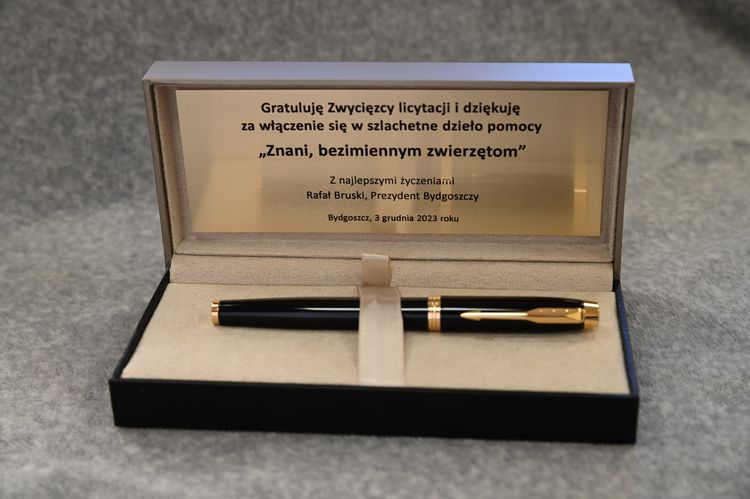 Gratuluję Zwycięzcy licytacji i dziękuję
za włączenie się w szlachetne dzieło pomocy
„Znani, bezimiennym zwierzętom”
Z najlepszymi życzeniami
Rafał Bruski, Prezydent Bydgoszczy
Bydgoszcz, 3 grudnia 2023 roku